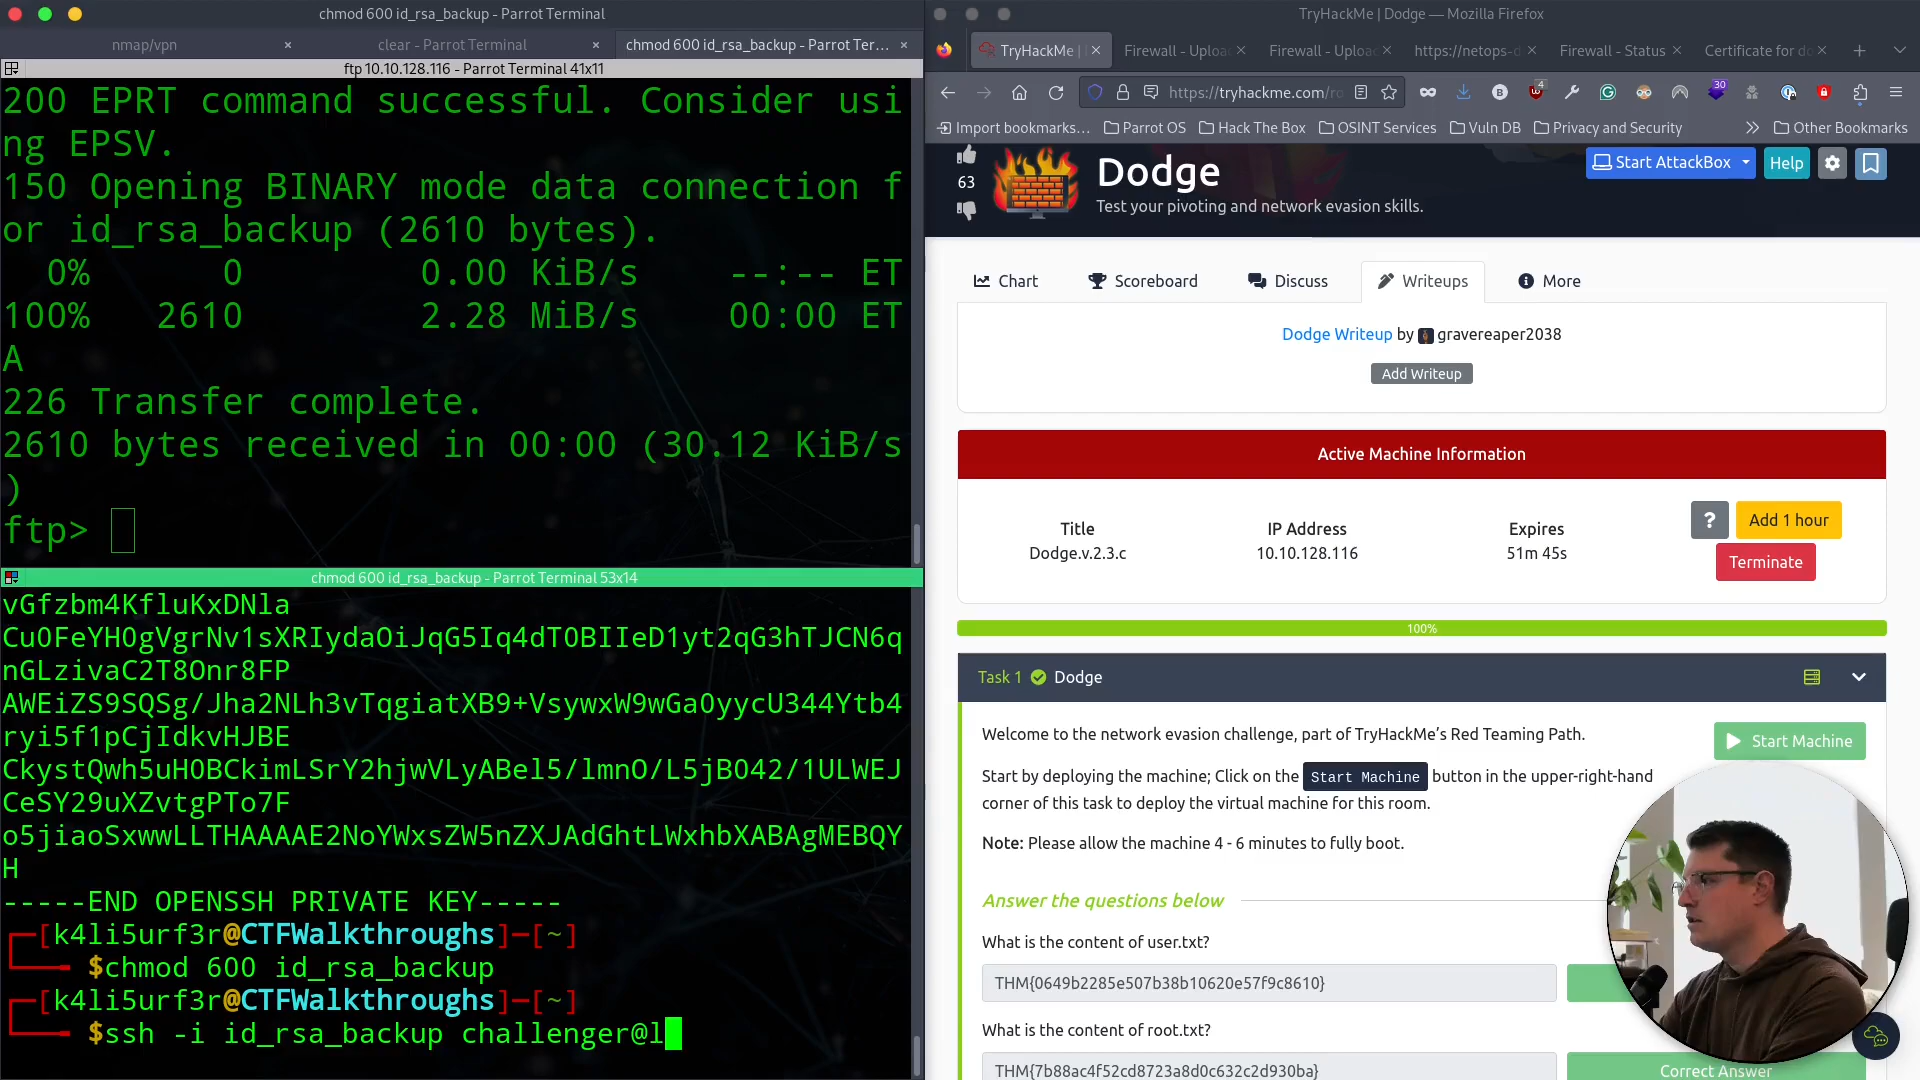 chmod 600 id_rsa_backup - Parrot Terminal
nmap/vpn
clear - Parrot Terminal
chmod 600 id_rsa_backup - Parrot Ter...
ftp 10.10.128.116 - Parrot Terminal 41x11
200 EPRT command successful. Consider usi
ng EPSV.
150 Opening BINARY mode data connection f
or id_rsa_backup (2610 bytes).
0% 0 0.00 KiB/s --:-- ET
100% 2610 2.28 MiB/s 00:00 ET
A
226 Transfer complete.
2610 bytes received in 00:00 (30.12 KiB/s
)
ftp>
chmod 600 id_rsa_backup - Parrot Terminal 53x14
vGfzbm4KfluKxDNla
Cu0FeYH0gVgrNv1sXRIydaOiJqG5Iq4dT0BIIeD1yt2qG3hTJCN6q
nGLzivaC2T8Onr8FP
AWEiZS9SQSg/Jha2NLh3vTqgiatXB9+VsywxW9wGaOyycU344Ytb4
ryi5f1pCjIdkvHJBE
CkystQwh5uH0BCkimLSrY2hjwVLyABel5/lmnO/L5jB042/1ULWEJ
CeSY29uXZvtgPTo7F
o5jiaoSxwwLLTHAAAAE2NoYWxsZW5nZXJAdGhtLWxhbXABAgMEBQY
H
-----END OPENSSH PRIVATE KEY-----
[k4li5urf3r@CTFWalkthroughs]─[~]
$chmod 600 id_rsa_backup
[k4li5urf3r@CTFWalkthroughs]─[~]
$ssh -i id_rsa_backup challenger@l
TryHackMe | Dodge — Mozilla Firefox
TryHackMe |
Firewall - Uploa
Firewall - Uploa
https://netops-d
Firewall - Status
Certificate for do
https://tryhackme.com/ro
4
30
Import bookmarks...
Parrot OS
Hack The Box
OSINT Services
Vuln DB
Privacy and Security
Other Bookmarks
63
Dodge
Test your pivoting and network evasion skills.
Start AttackBox
Help
Chart
Scoreboard
Discuss
Writeups
More
Dodge Writeup by gravereaper2038
Add Writeup
Active Machine Information
Title
IP Address
Expires
? Add 1 hour
Dodge.v.2.3.c
10.10.128.116
51m 45s
Terminate
100%
Task 1 Dodge
Welcome to the network evasion challenge, part of TryHackMe’s Red Teaming Path.
Start Machine
Start by deploying the machine; Click on the Start Machine button in the upper-right-hand
corner of this task to deploy the virtual machine for this room.
Note: Please allow the machine 4 - 6 minutes to fully boot.
Answer the questions below
What is the content of user.txt?
THM{0649b2285e507b38b10620e57f9c8610}
What is the content of root.txt?
THM{7b88ac4f52cd8723a8d0c632c2d930ba}
Correct Answer